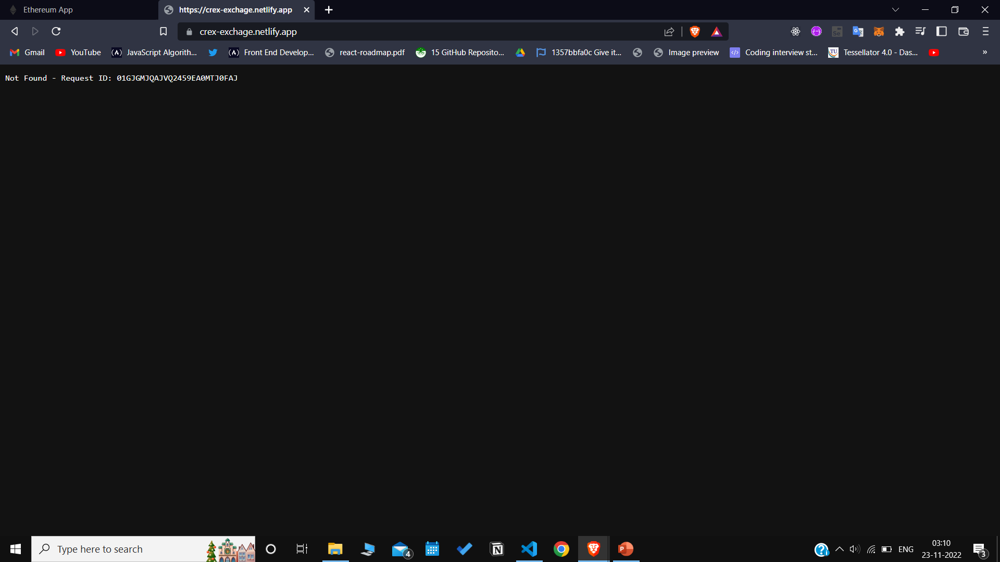 Ethereum App
https://crex-exchage.netlify.app
crex-exchage.netlify.app
Gmail
YouTube
JavaScript Algorith...
Front End Develop...
react-roadmap.pdf
15 GitHub Reposito...
1357bbfa0c Give it...
Image preview
Coding interview st...
TU
Tessellator 4.0 - Das...
»
Not Found - Request ID: 01GJGMJQAJVQ2459EA0MTJ0FAJ
Type here to search
4
ENG
03:10
23-11-2022
3